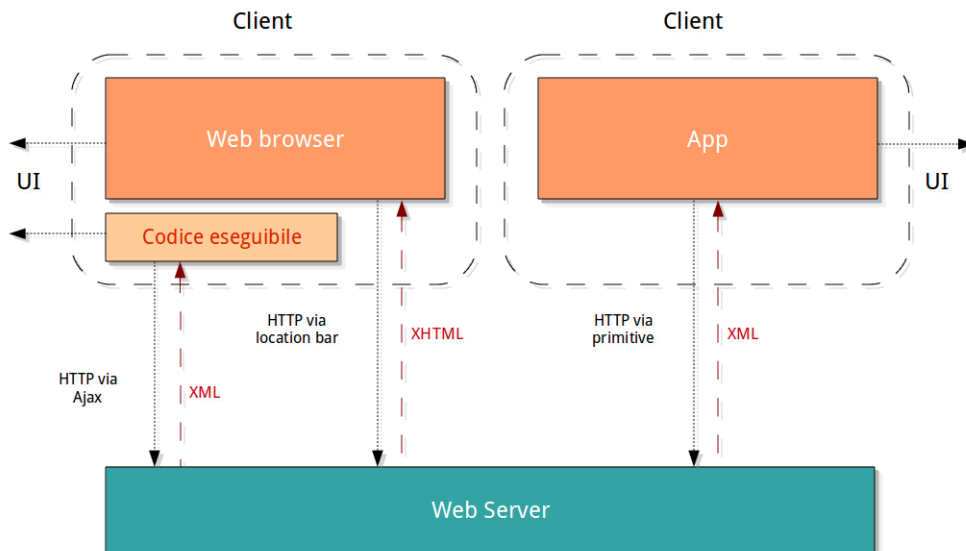 Client
Client
Web browser
App
UI
UI
Codice eseguibile
HTTP via
location bar
XHTML
HTTP via
primitive
XML
HTTP via
Ajax
XML
Web Server